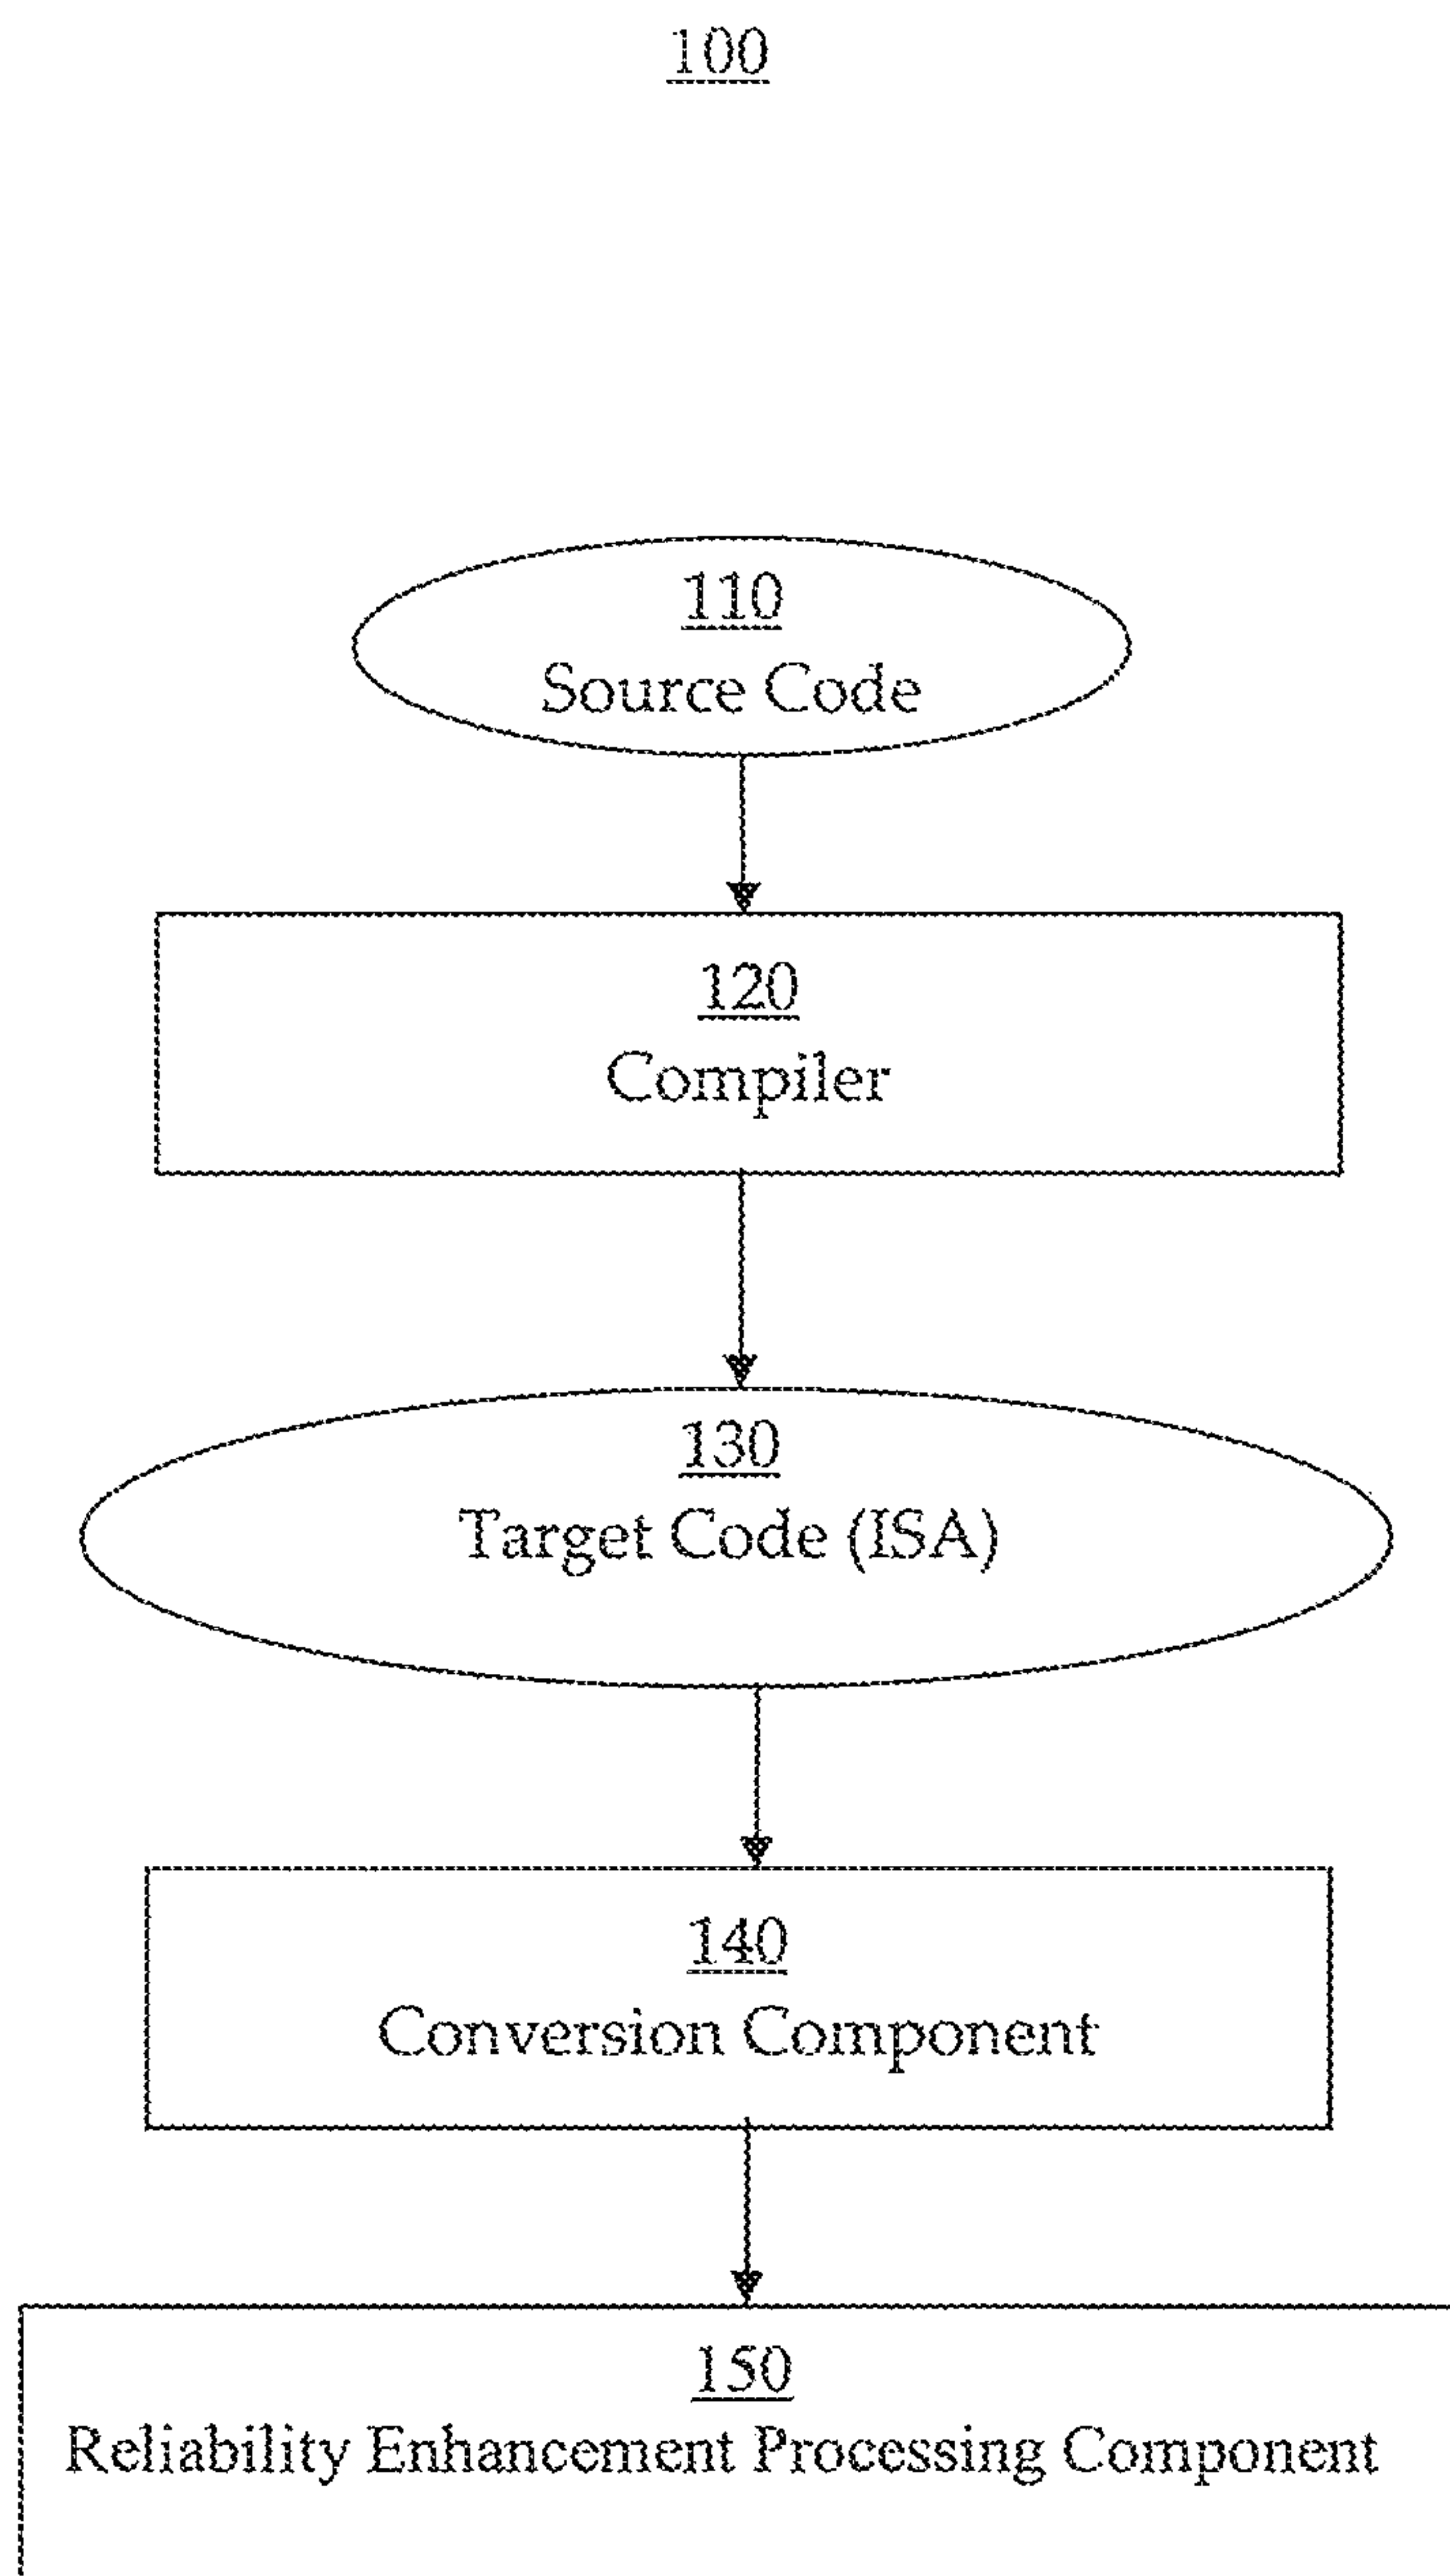 100
110
Source Code
120
Compiler
130
Target Code (ISA)
140
Conversion Component
150
Reliability Enhancement Processing Component